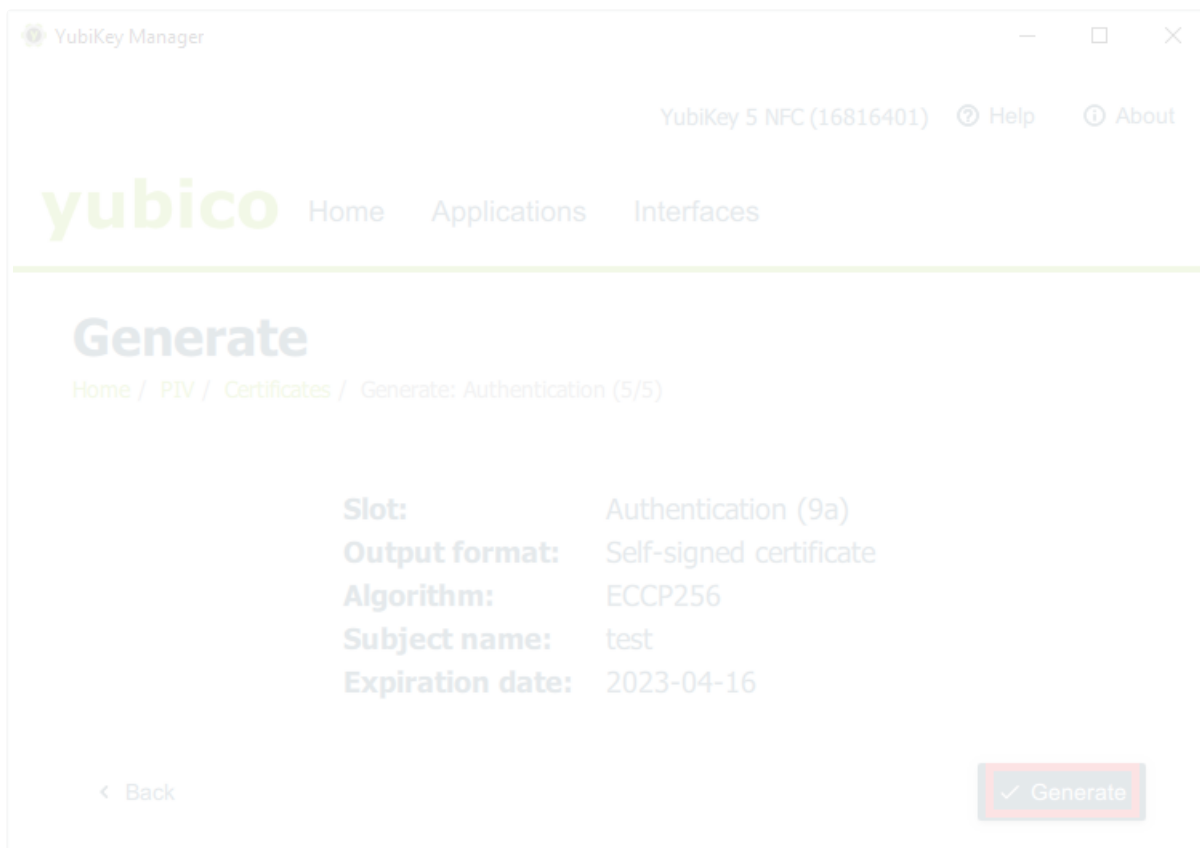 YubiKey Manager
YubiKey 5 NFC (16816401) Help About
yubico Home Applications Interfaces
Generate
Home / PIV / Certificates / Generate: Authentication (5/5)
Slot: Authentication (9a)
Output format: Self-signed certificate
Algorithm: ECCP256
Subject name: test
Expiration date: 2023-04-16
Back Generate